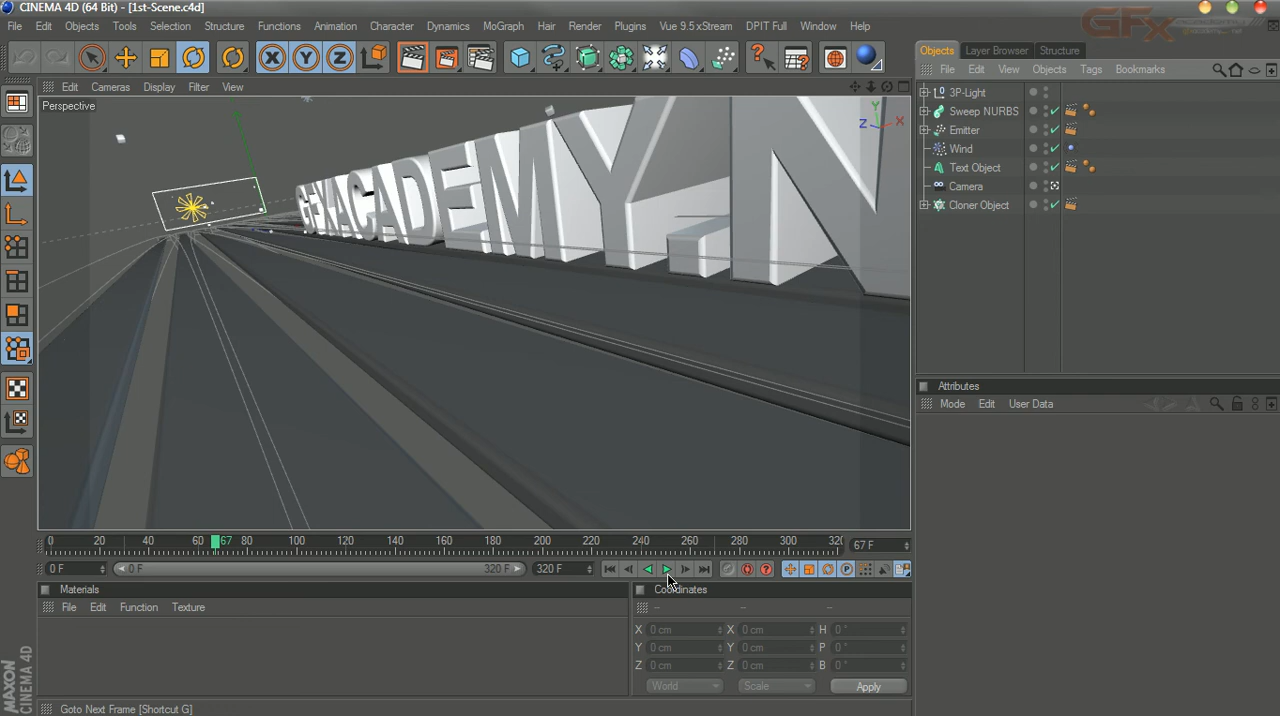 CINEMA 4D (64 Bit) - [1st-Scene.c4d]
File Edit Objects Tools Selection Structure Functions Animation Character Dynamics MoGraph Hair Render Plugins Vue 9.5xStream DPIT Full Window Help
GFx
Objects Layer Browser Structure
File Edit View Objects Tags Bookmarks
Edit Cameras Display Filter View
Perspective
Y
Z X
3P-Light
Sweep NURBS
Emitter
Wind
Text Object
Camera
Cloner Object
ACADEMY.N
Attributes
Mode Edit User Data
0 20 40 60 67 80 100 120 140 160 180 200 220 240 260 280 300 32
67 F
0 F 0 F 320 F 320 F
Materials
File Edit Function Texture
Coordinates
-- -- --
X 0 cm X 0 cm H 0 °
Y 0 cm Y 0 cm P 0 °
Z 0 cm Z 0 cm B 0 °
World Scale Apply
MAXON
CINEMA 4D
Goto Next Frame [Shortcut G]